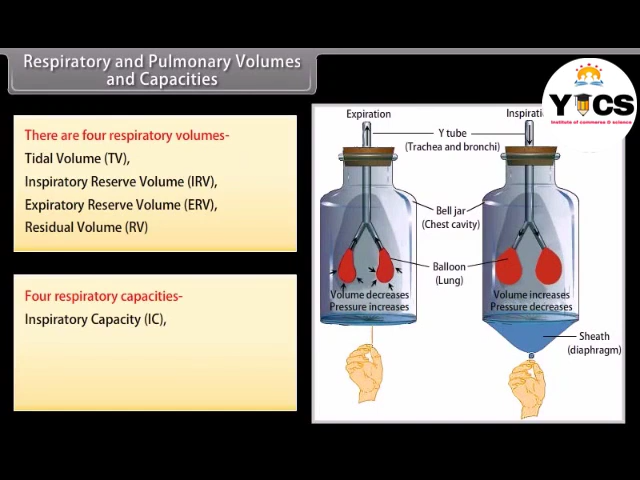 Respiratory and Pulmonary Volumes
and Capacities
There are four respiratory volumes-
Tidal Volume (TV),
Inspiratory Reserve Volume (IRV),
Expiratory Reserve Volume (ERV),
Residual Volume (RV)
Four respiratory capacities-
Inspiratory Capacity (IC),
Expiration
Y tube
(Trachea and bronchi)
Bell jar
(Chest cavity)
Balloon
(Lung)
Volume decreases
Pressure increases
Volume increases
Pressure decreases
Sheath
(diaphragm)
YICS
Institute of commerce & science